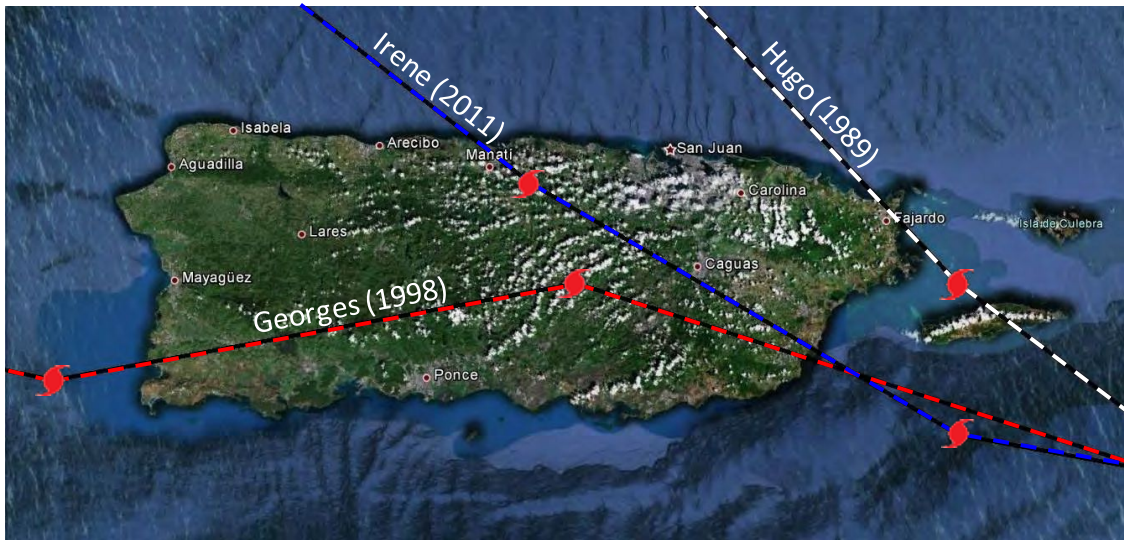 Irene (2011)
Hugo (1989)
Isabela
Arecibo
San Juan
Manatí
Aguadilla
Carolina
Fajardo
Isla de Culebra
Lares
Caguas
Mayagüez
Georges (1998)
Ponce